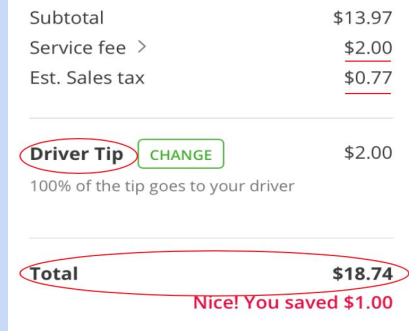 Subtotal $13.97
Service fee > $2.00
Est. Sales tax $0.77
Driver Tip CHANGE $2.00
100% of the tip goes to your driver
Total $18.74
Nice! You saved $1.00